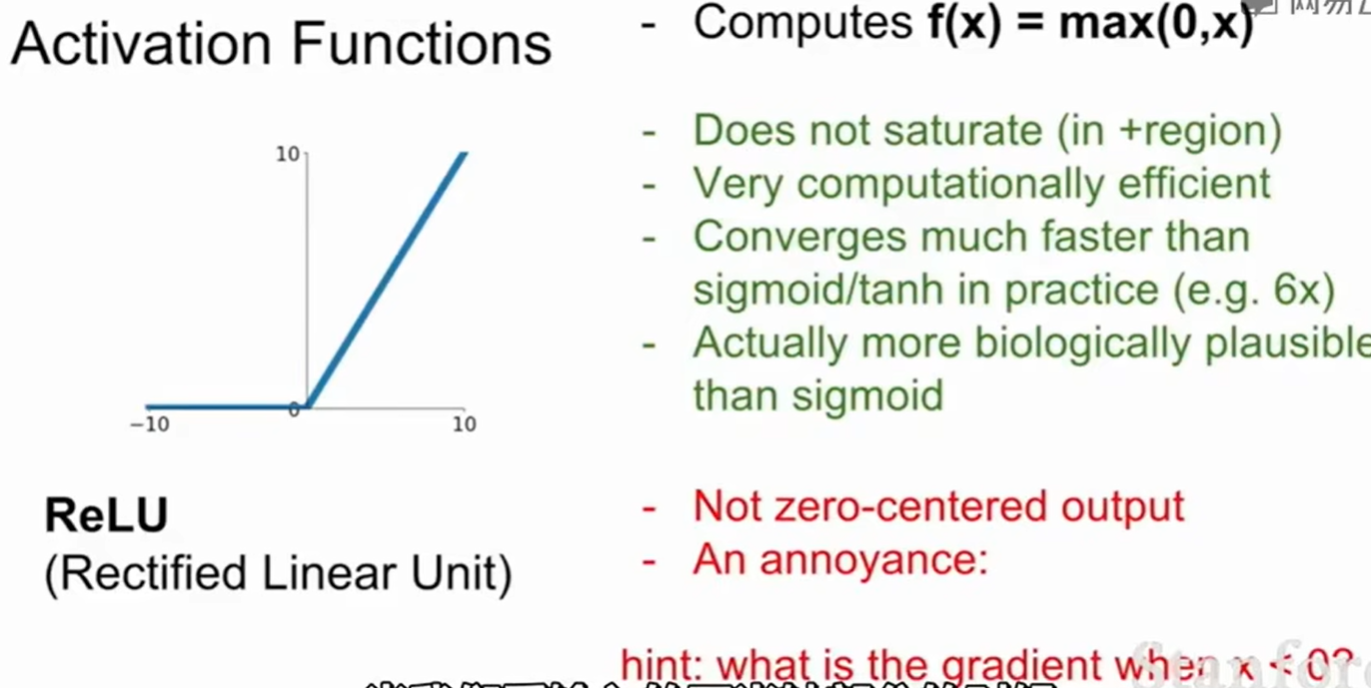 Activation Functions
- Computes f(x) = max(0,x)
- Does not saturate (in +region)
- Very computationally efficient
- Converges much faster than
sigmoid/tanh in practice (e.g. 6x)
- Actually more biologically plausible
than sigmoid
10
0
−10
10
ReLU
(Rectified Linear Unit)
- Not zero-centered output
- An annoyance:
hint: what is the gradient when x < 0?